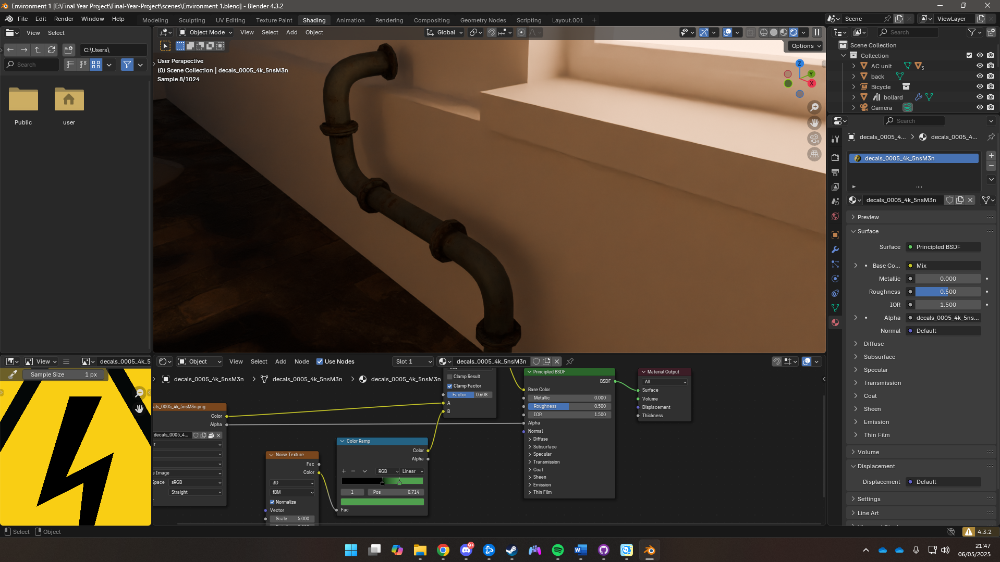 Environment 1 [E:\Final Year Project\Final-Year-Project\scenes\Environment 1.blend] - Blender 4.3.2
File Edit Render Window Help
Modeling Sculpting UV Editing Texture Paint Shading Animation Rendering Compositing Geometry Nodes Scripting Layout.001
Scene ViewLayer
View Select
C:\Users\
Search
Public user
Object Mode View Select Add Object Global
Options
User Perspective
(0) Scene Collection | decals_0005_4k_5nsM3n
Sample 8/1024
Z Y X
Search
Scene Collection
Collection
AC unit 3
back
Bicycle
bollard
Camera
Search
decals_0005_4... decals_0005_4...
decals_0005_4k_5nsM3n
decals_0005_4k_5nsM3n
Preview
Surface
Surface Principled BSDF
Base Co... Mix
Metallic 0.000
Roughness 0.500
IOR 1.500
Alpha decals_0005_4k_5ns...
Normal Default
Diffuse
Subsurface
Specular
Transmission
Coat
Sheen
Emission
Thin Film
Volume
Displacement
Displacement Default
Settings
Line Art
View decals_0005_4k_5
Sample Size 1 px
Object View Select Add Node Use Nodes Slot 1 decals_0005_4k_5nsM3n
decals_0005_4k_5nsM3n decals_0005_4k_5nsM3n decals_0005_4k_5nsM3n
als_0005_4k_5nsM3n.png
Color
Alpha
decals_0005_4...
ar
e Image
Space sRGB
Straight
r
Noise Texture
Fac
Color
3D
fBM
Normalize
Vector
Scale 5.000
Color Ramp
Color
Alpha
RGB Linear
1 Pos 0.714
Fac
Clamp Result
Clamp Factor
Factor 0.608
A
B
Principled BSDF
BSDF
Base Color
Metallic 0.000
Roughness 0.500
IOR 1.500
Alpha
Normal
Diffuse
Subsurface
Specular
Transmission
Coat
Sheen
Emission
Thin Film
Material Output
All
Surface
Volume
Displacement
Thickness
Select Object
4.3.2
9+
21:47
06/05/2025